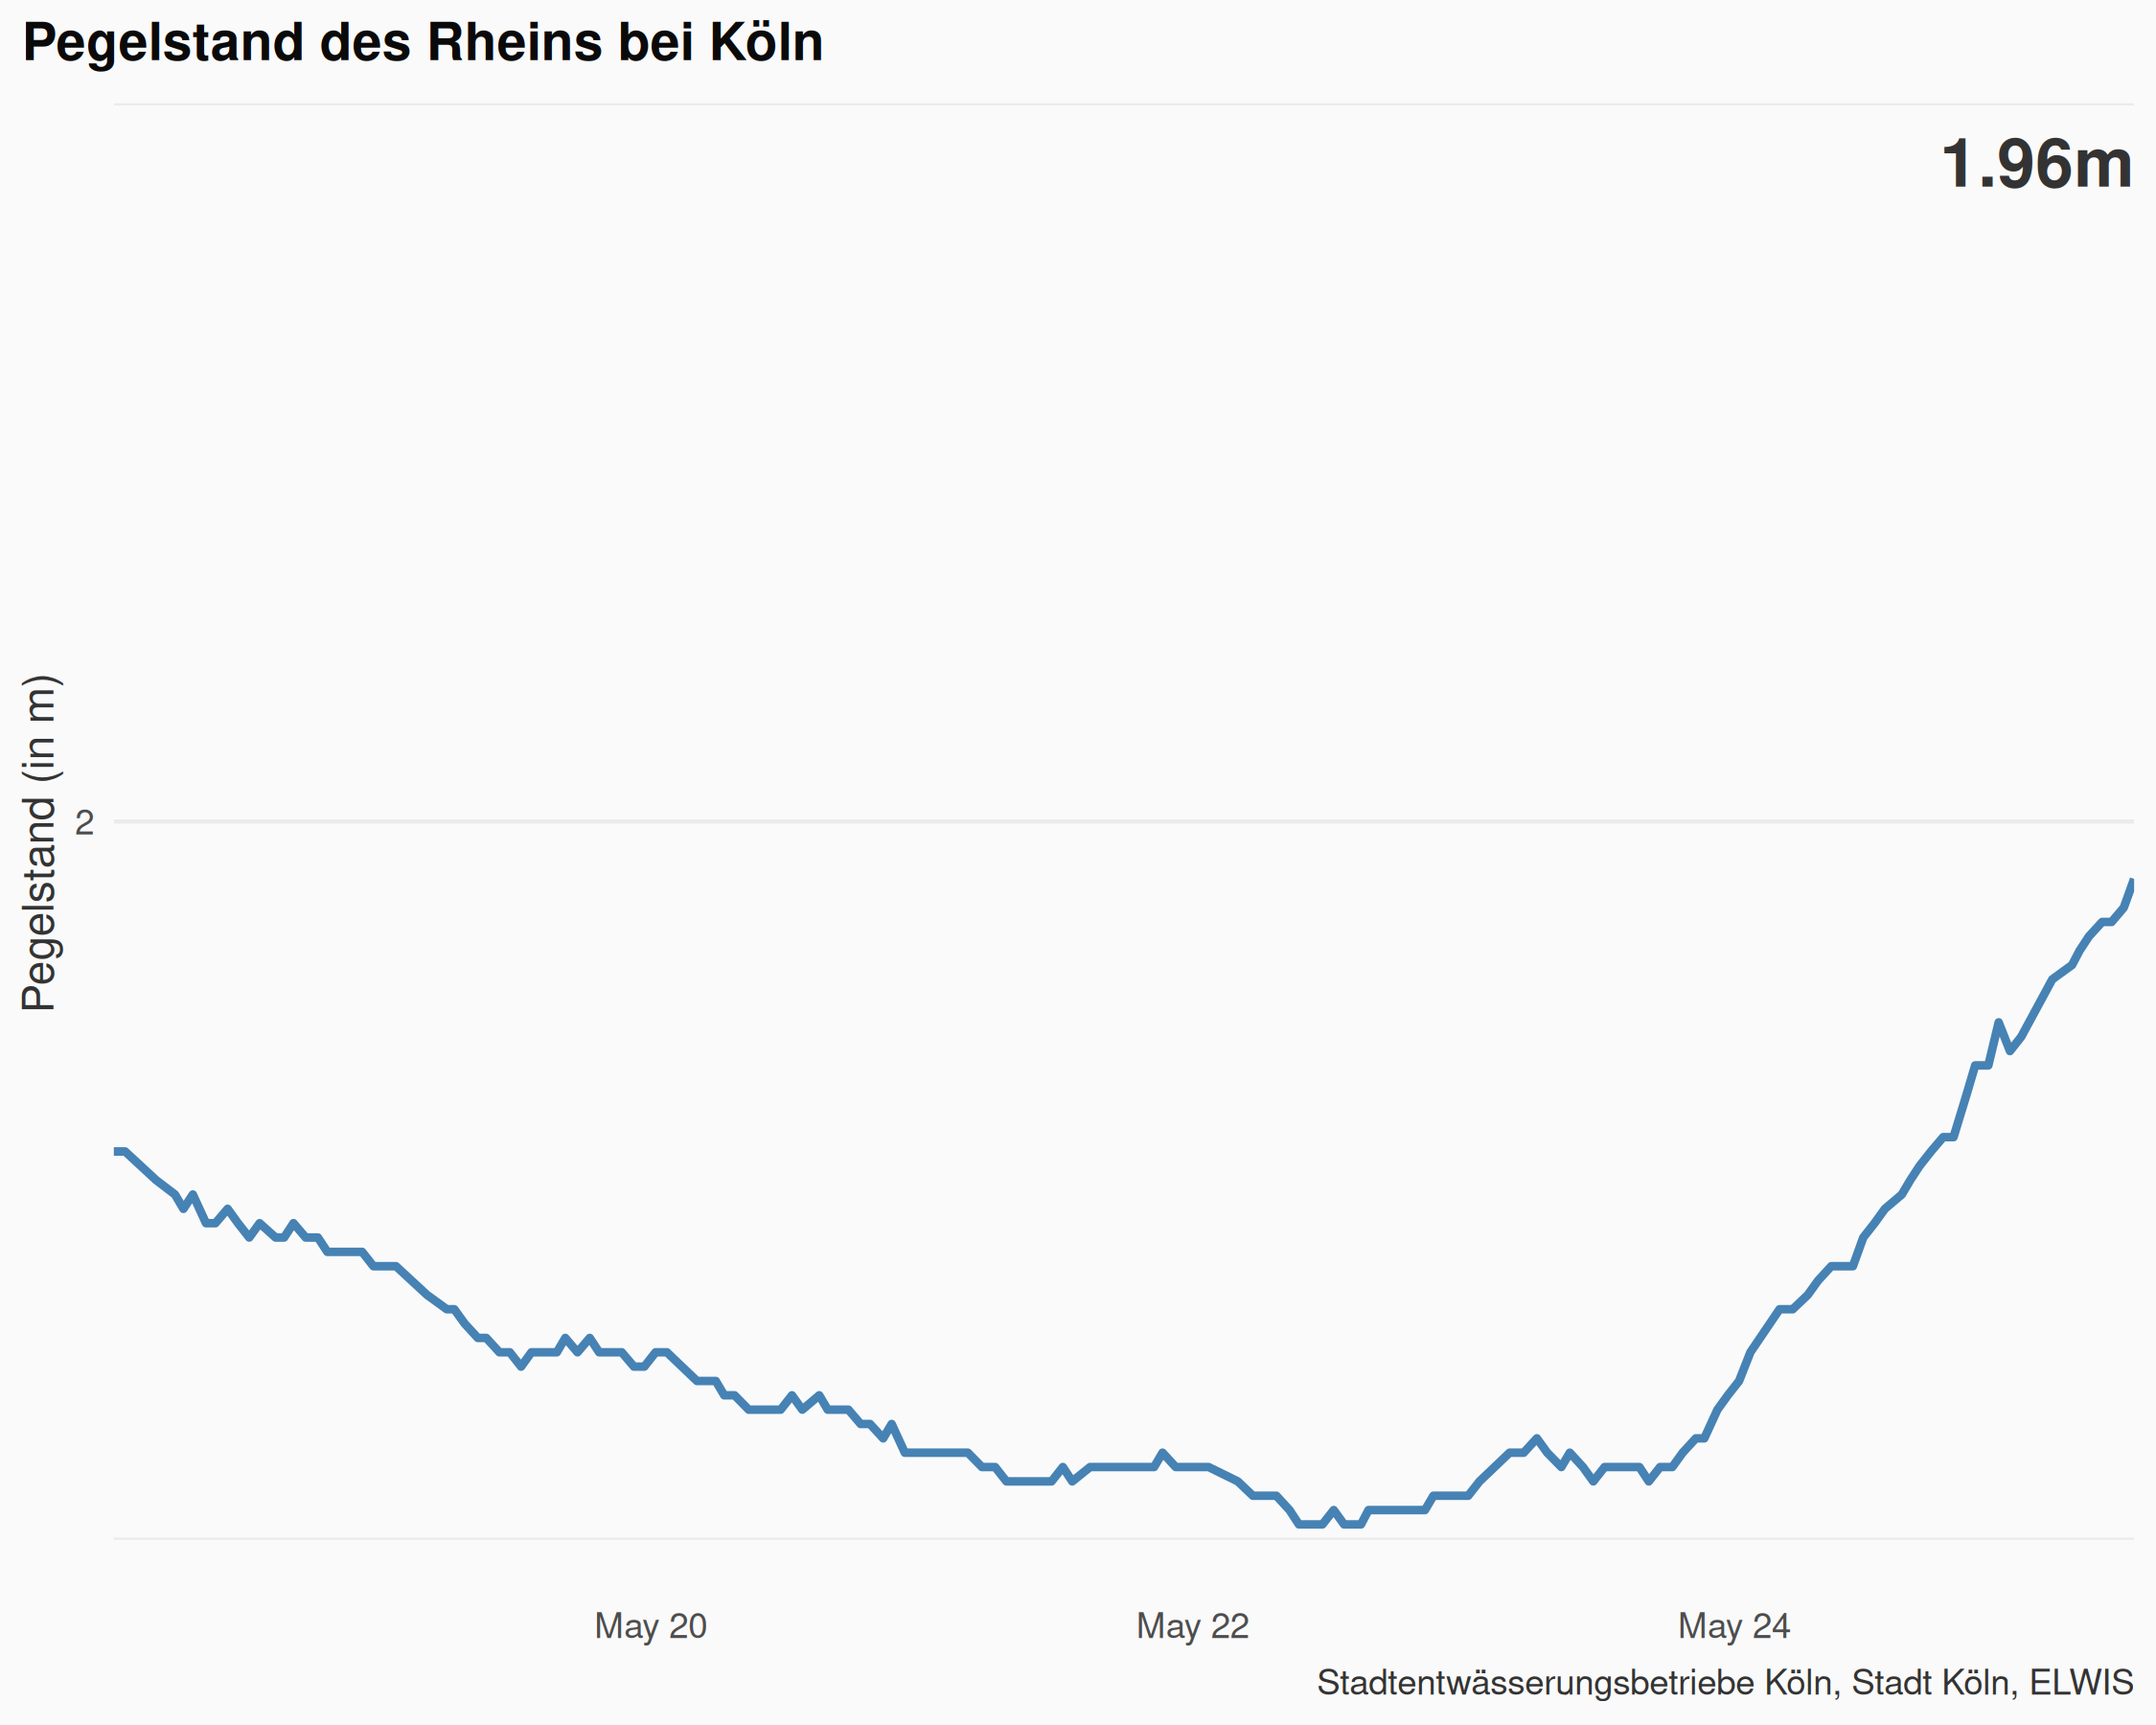 Pegelstand des Rheins bei Köln
1.96m
Pegelstand (in m)
2
May 20
May 22
May 24
Stadtentwässerungsbetriebe Köln, Stadt Köln, ELWIS